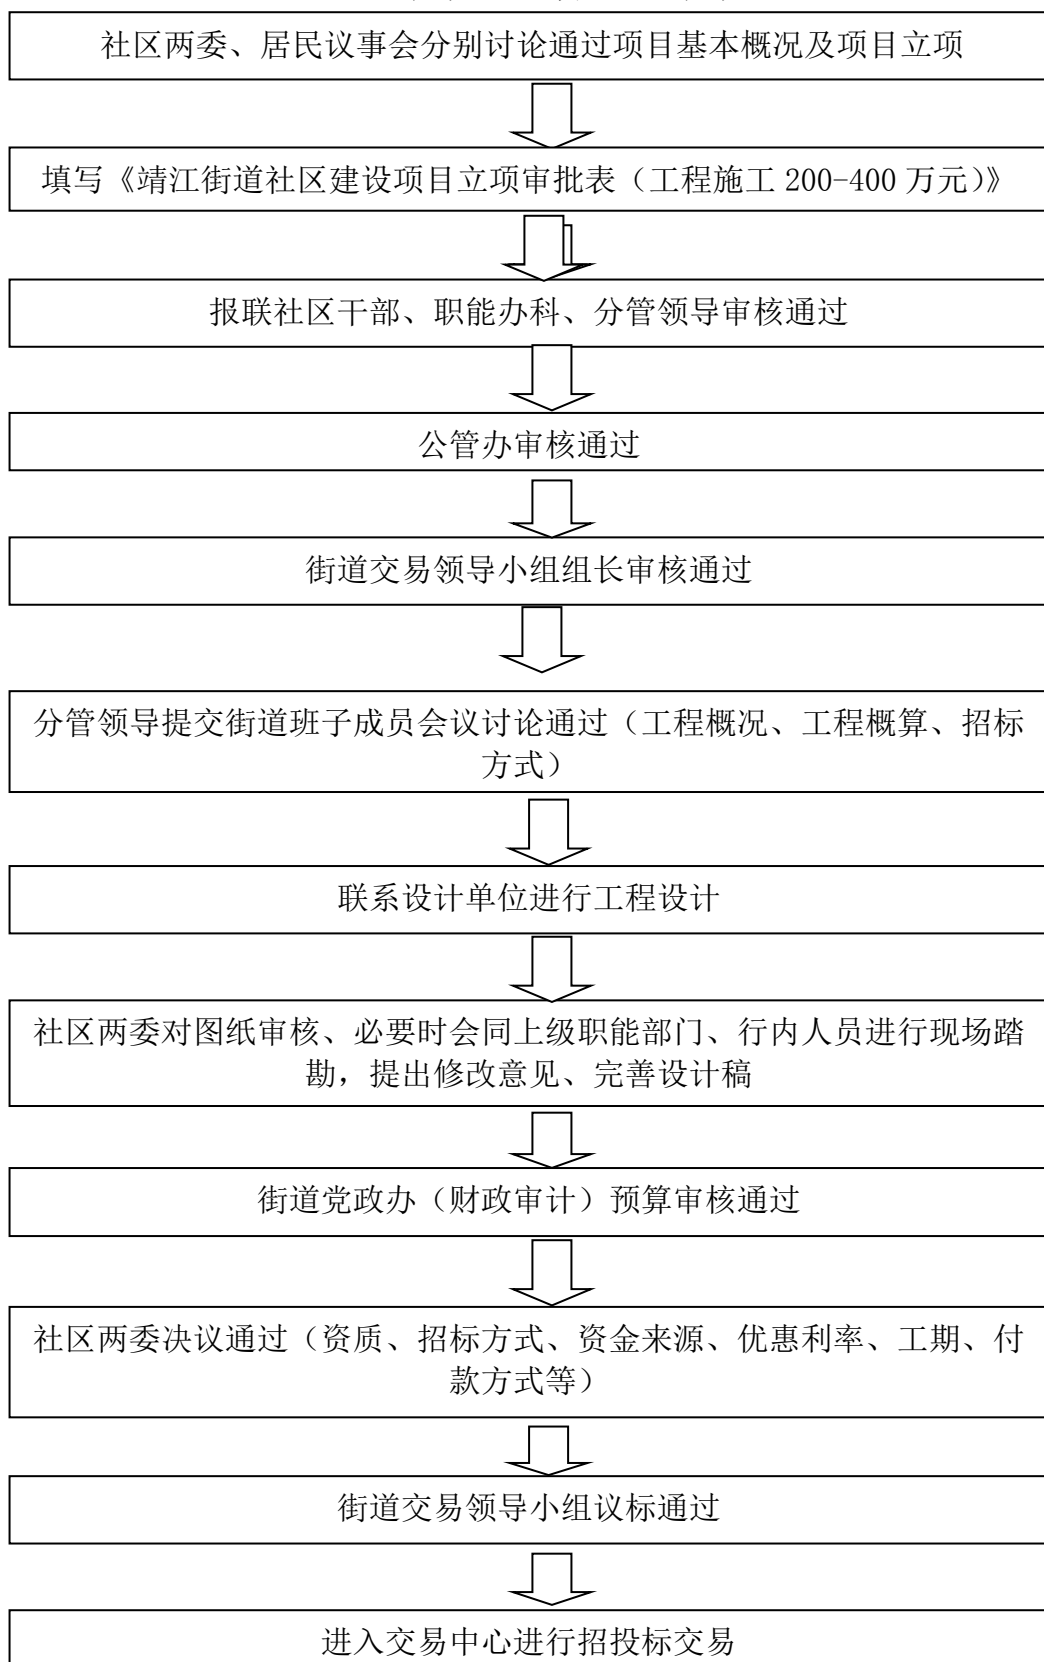 社区两委、居民议事会分别讨论通过项目基本概况及项目立项
填写《靖江街道社区建设项目立项审批表（工程施工 200-400 万元）》
报联社区干部、职能办科、分管领导审核通过
公管办审核通过
街道交易领导小组组长审核通过
分管领导提交街道班子成员会议讨论通过（工程概况、工程概算、招标
方式）
联系设计单位进行工程设计
社区两委对图纸审核、必要时会同上级职能部门、行内人员进行现场踏
勘，提出修改意见、完善设计稿
街道党政办（财政审计）预算审核通过
社区两委决议通过（资质、招标方式、资金来源、优惠利率、工期、付
款方式等）
街道交易领导小组议标通过
进入交易中心进行招投标交易